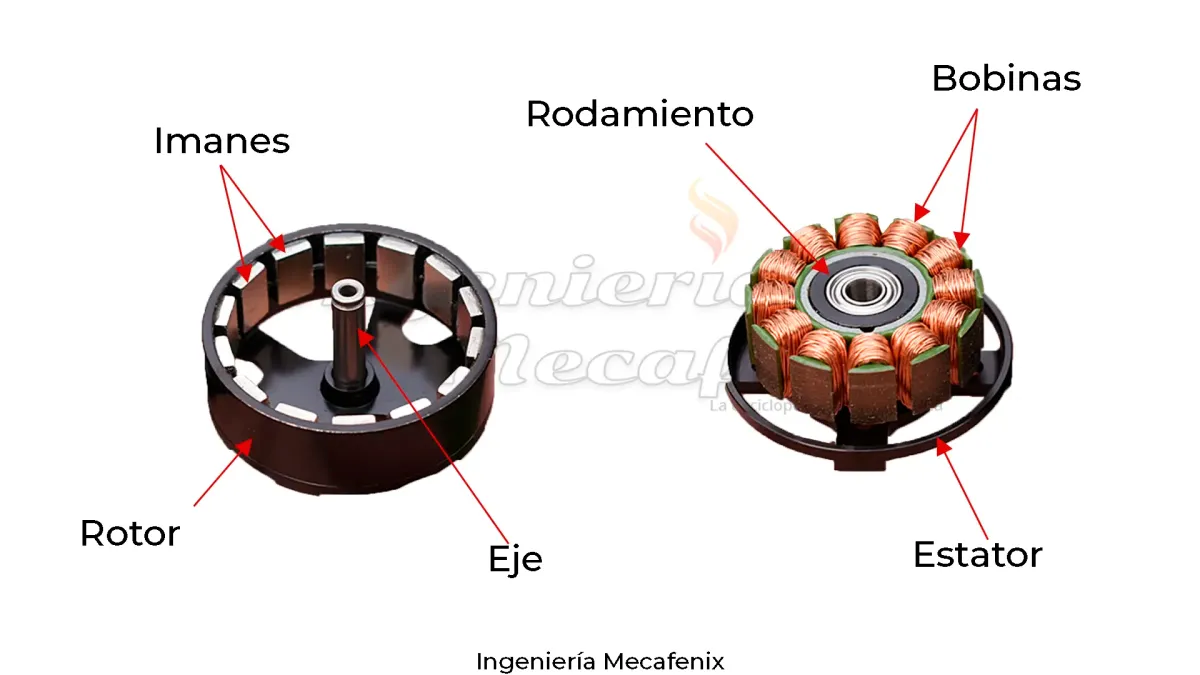 Bobinas
Rodamiento
Imanes
Rotor
Eje
Estator
Ingeniería Mecafenix